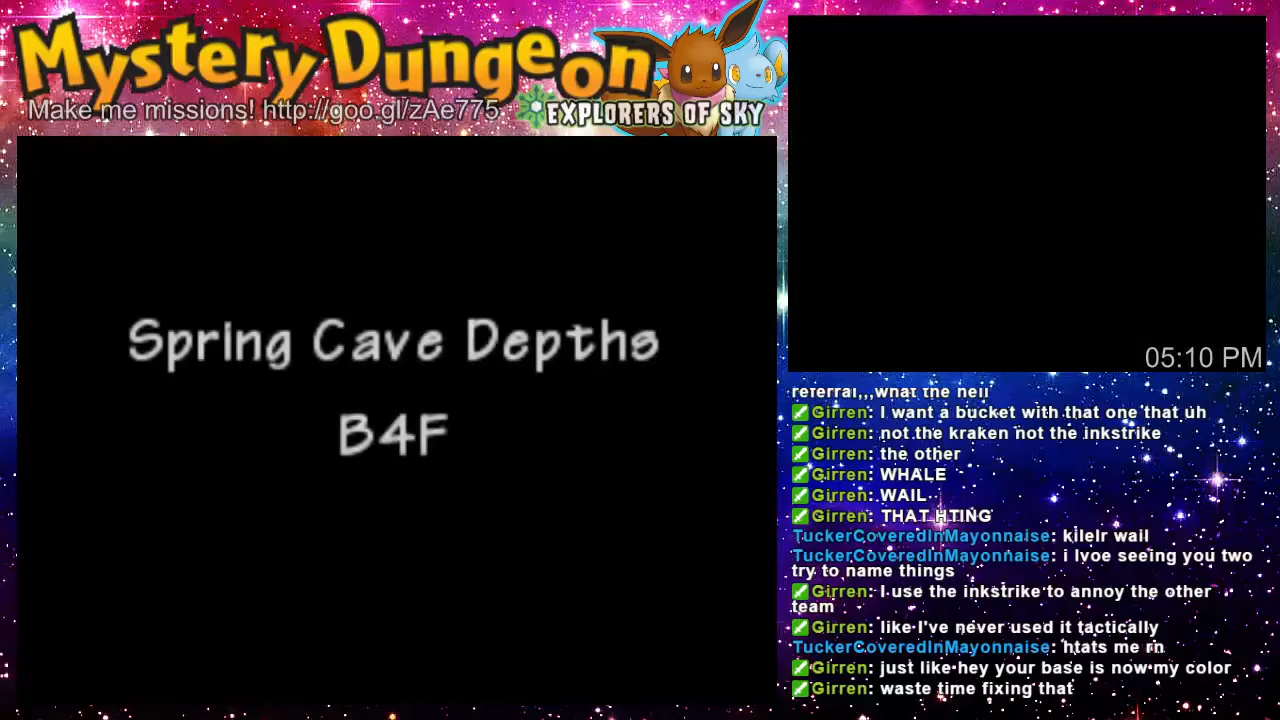 Mystery Dungeon
Make me missions! http://goo.gl/zAe775
EXPLORERS OF SKY
Spring Cave Depths
B4F
05:10 PM
referral,,,what the hell
Girren: I want a bucket with that one that uh
Girren: not the kraken not the inkstrike
Girren: the other
Girren: WHALE
Girren: WAIL
Girren: THAT HTING
TuckerCoveredInMayonnaise: kilelr wail
TuckerCoveredInMayonnaise: i lvoe seeing you two
try to name things
Girren: I use the inkstrike to annoy the other
team
Girren: like I've never used it tactically
TuckerCoveredInMayonnaise: htats me rn
Girren: just like hey your base is now my color
Girren: waste time fixing that